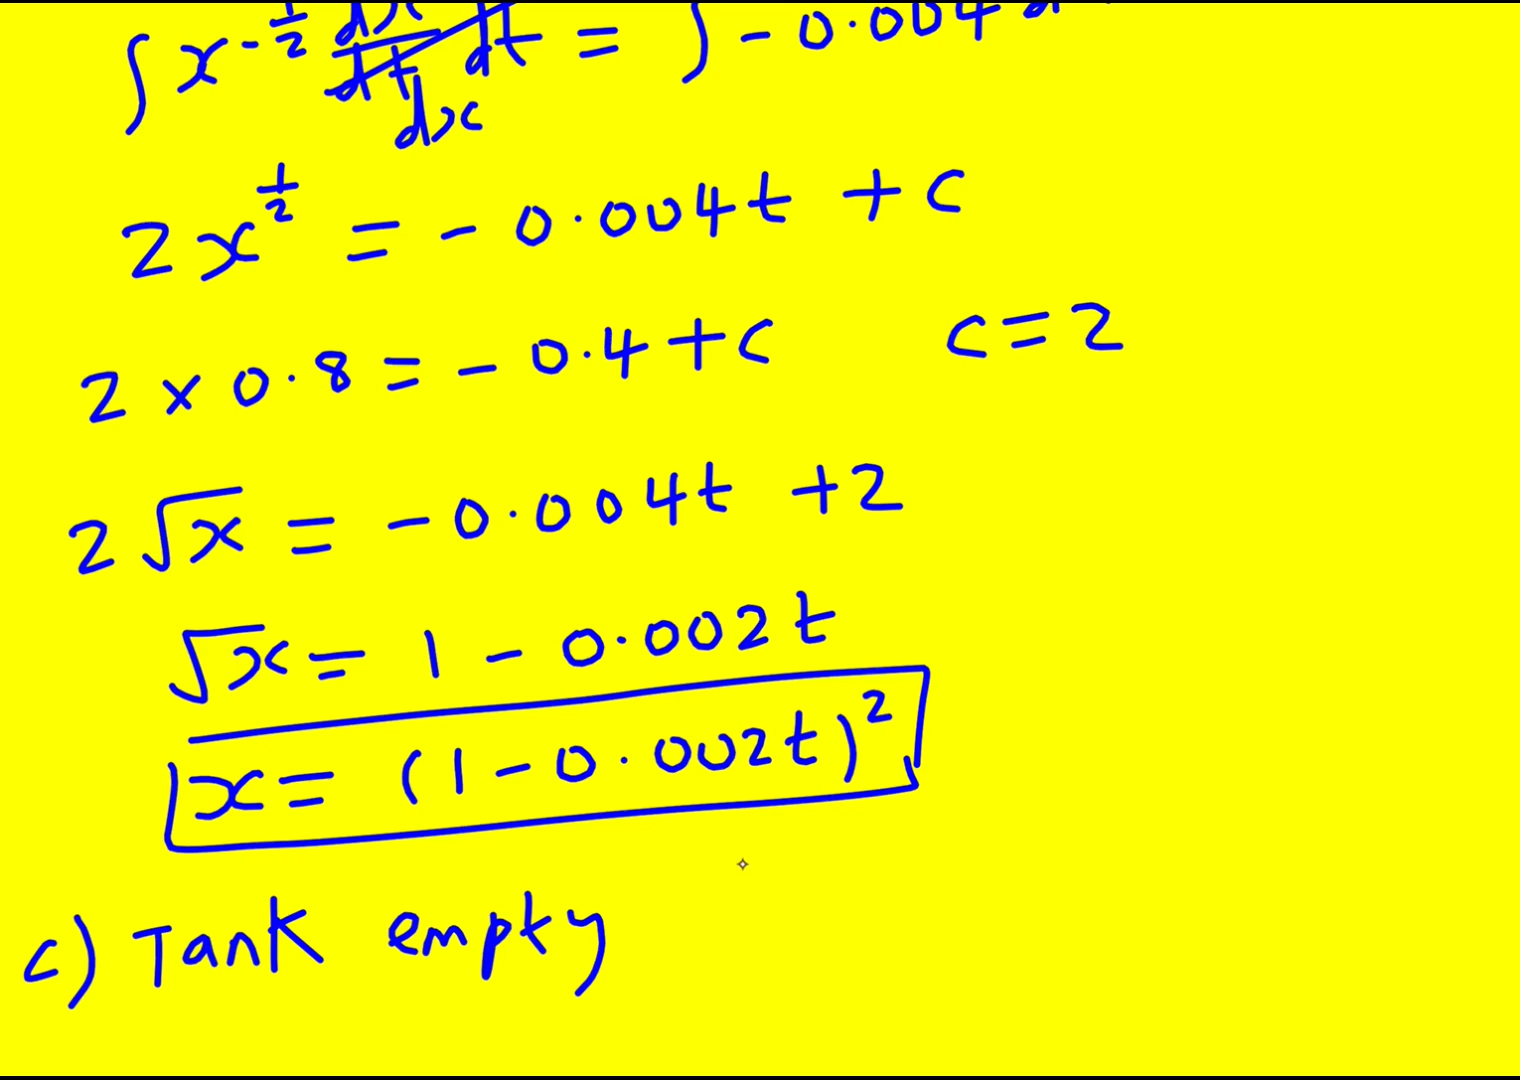 ∫ x^{-1/2} dx/dt dt = ∫ -0.004 d
dx
2x^{1/2} = -0.004t + c
2 × 0.8 = -0.4 + c c = 2
2√x = -0.004t + 2
√x = 1 - 0.002t
x = (1 - 0.002t)²
c) Tank empty